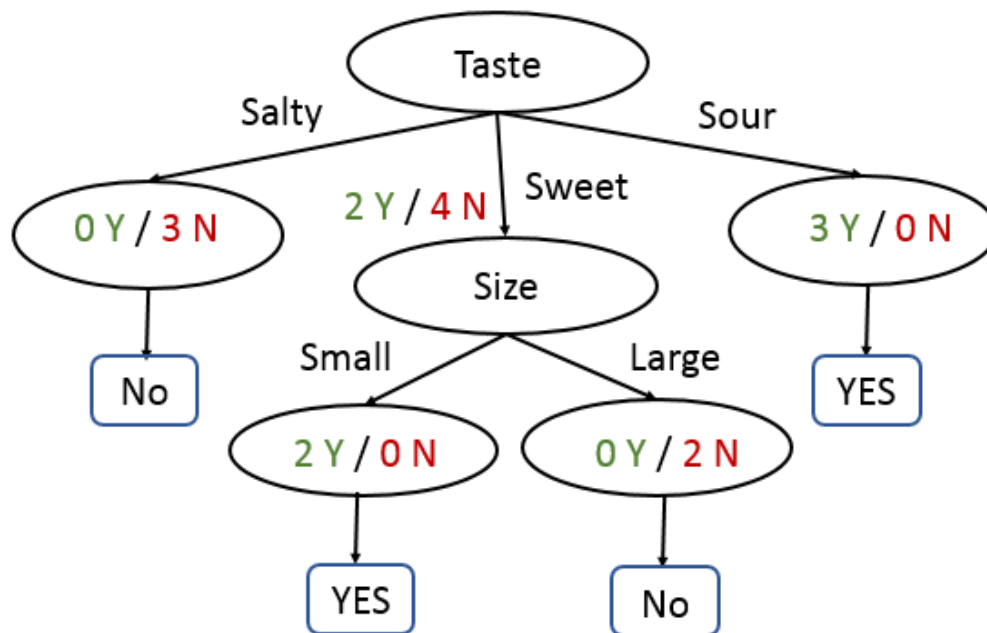 Taste
Salty
Sour
Sweet
0 Y / 3 N
2 Y / 4 N
3 Y / 0 N
Size
Small
Large
No
YES
2 Y / 0 N
0 Y / 2 N
YES
No